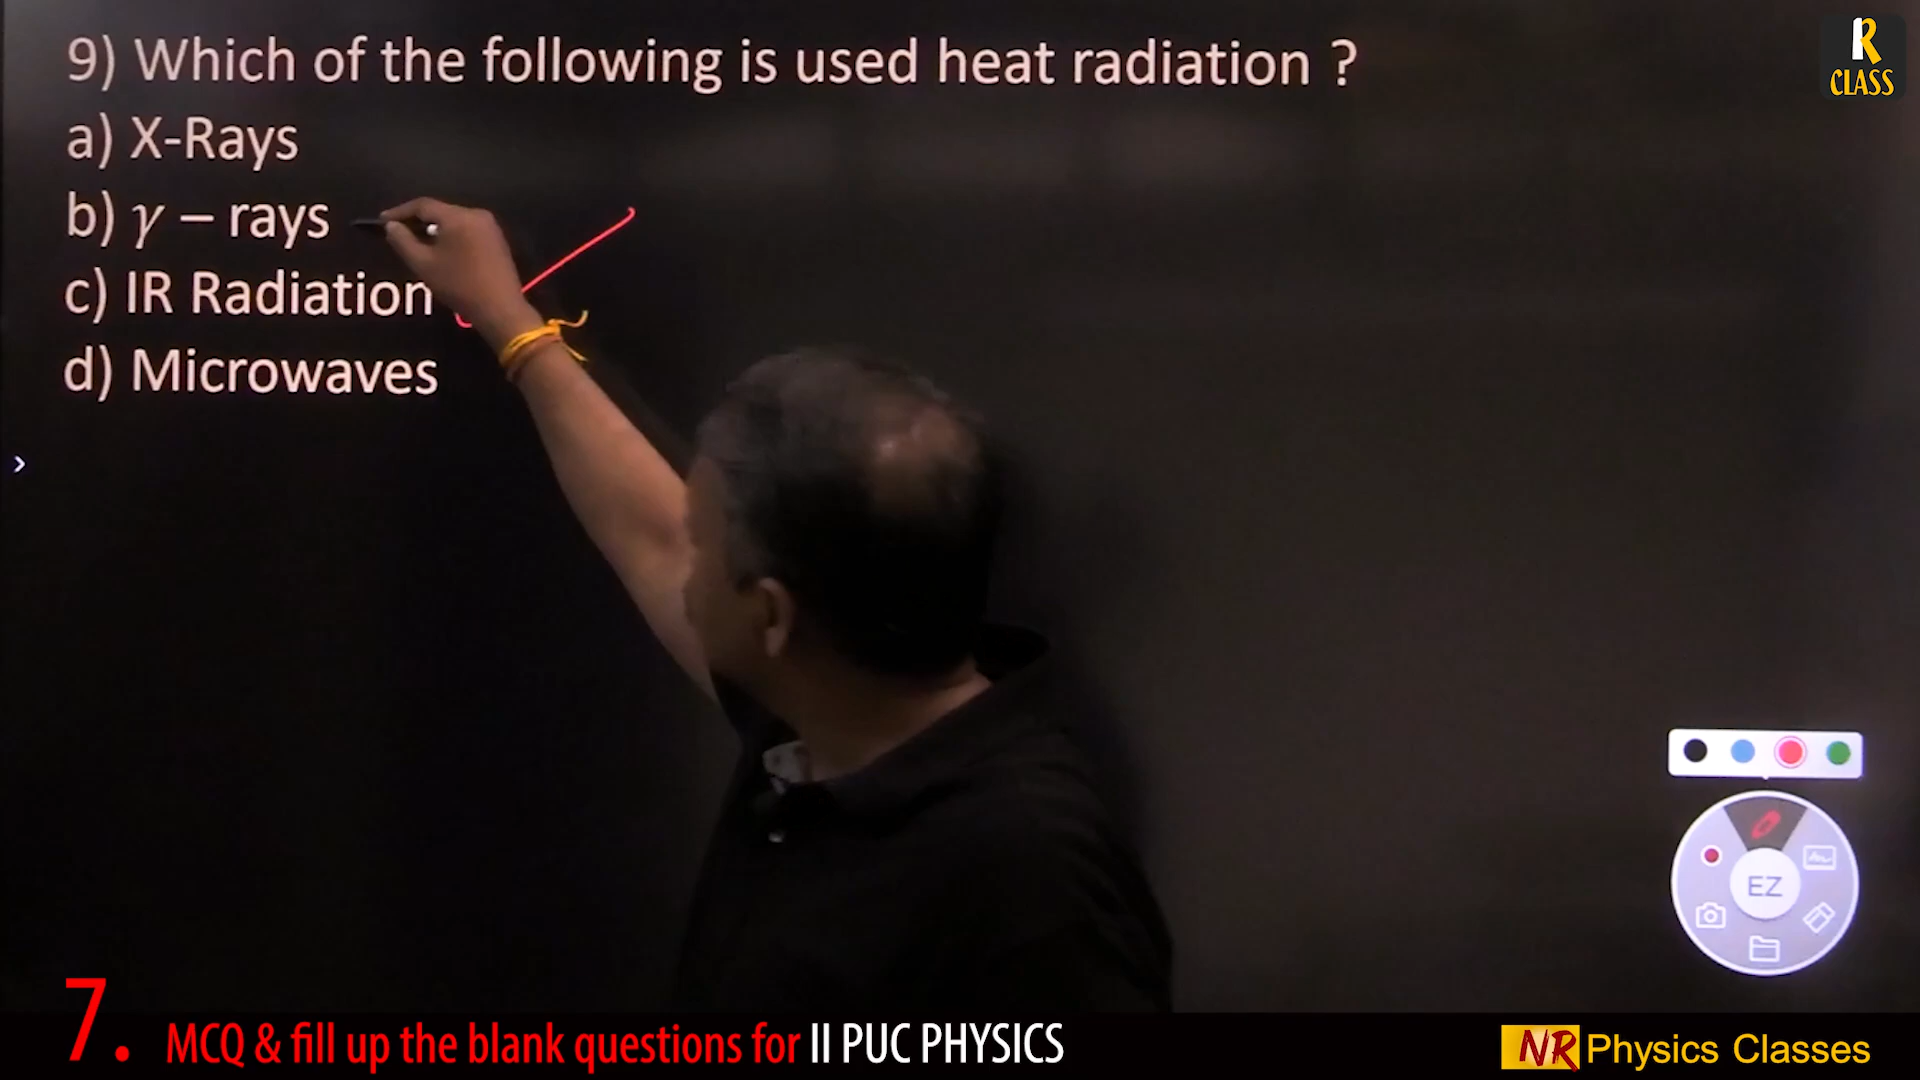 9) Which of the following is used heat radiation ?
a) X-Rays
b) γ – rays
c) IR Radiation
d) Microwaves
R
CLASS
EZ
7. MCQ & fill up the blank questions for II PUC PHYSICS
NR Physics Classes